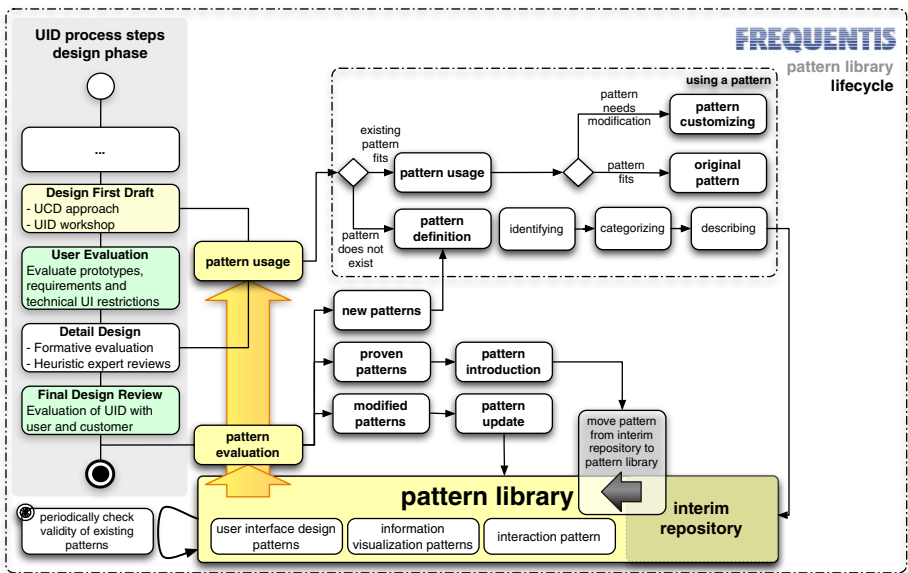 UID process steps
design phase
...
Design First Draft
- UCD approach
- UID workshop
User Evaluation
Evaluate prototypes,
requirements and
technical UI restrictions
Detail Design
- Formative evaluation
- Heuristic expert reviews
Final Design Review
Evaluation of UID with
user and customer
FREQUENTIS
pattern library
lifecycle
using a pattern
existing
pattern
fits
pattern usage
pattern
needs
modification
pattern
customizing
pattern
fits
original
pattern
pattern
does not
exist
pattern
definition
identifying
categorizing
describing
pattern usage
new patterns
proven
patterns
pattern
introduction
modified
patterns
pattern
update
pattern
evaluation
move pattern
from interim
repository to
pattern library
pattern library
interim
repository
user interface design
patterns
information
visualization patterns
interaction pattern
periodically check
validity of existing
patterns